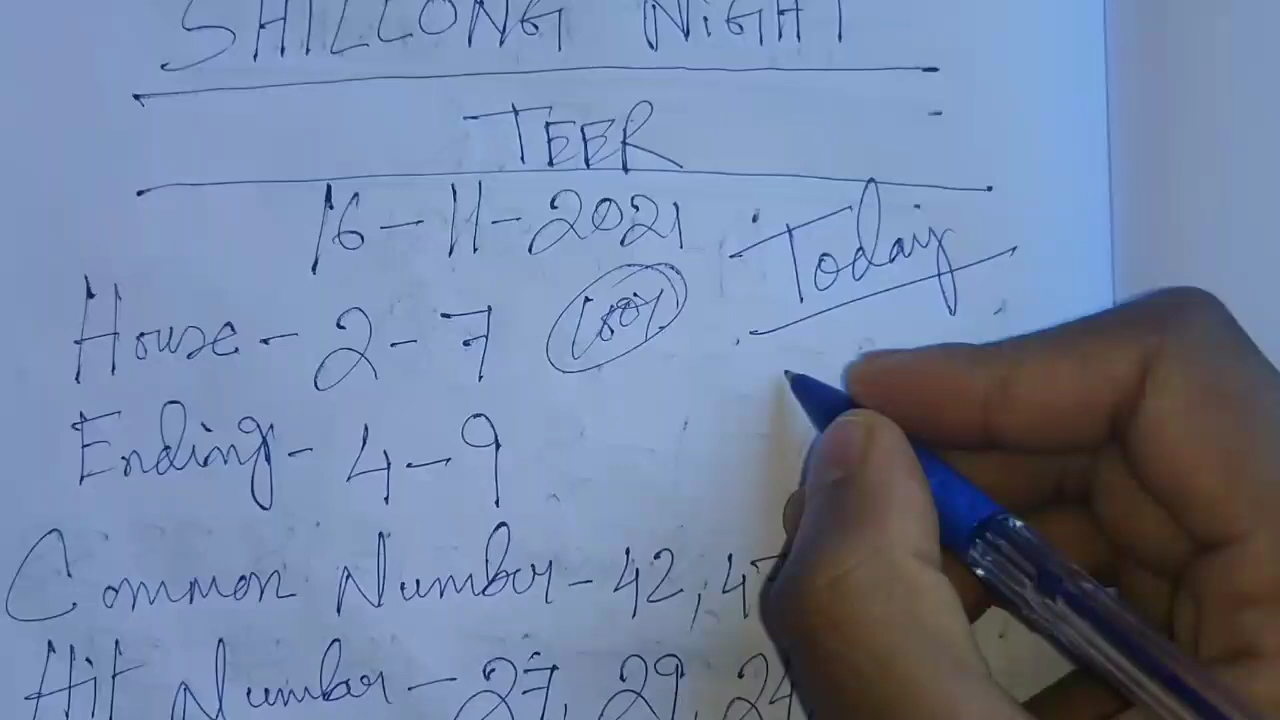 SHILLONG NIGHT
TEER
16-11-2021 Today
House - 2 - 7
Ending - 4 - 9
Common Number - 42, 47
Hit Number - 27, 29, 24